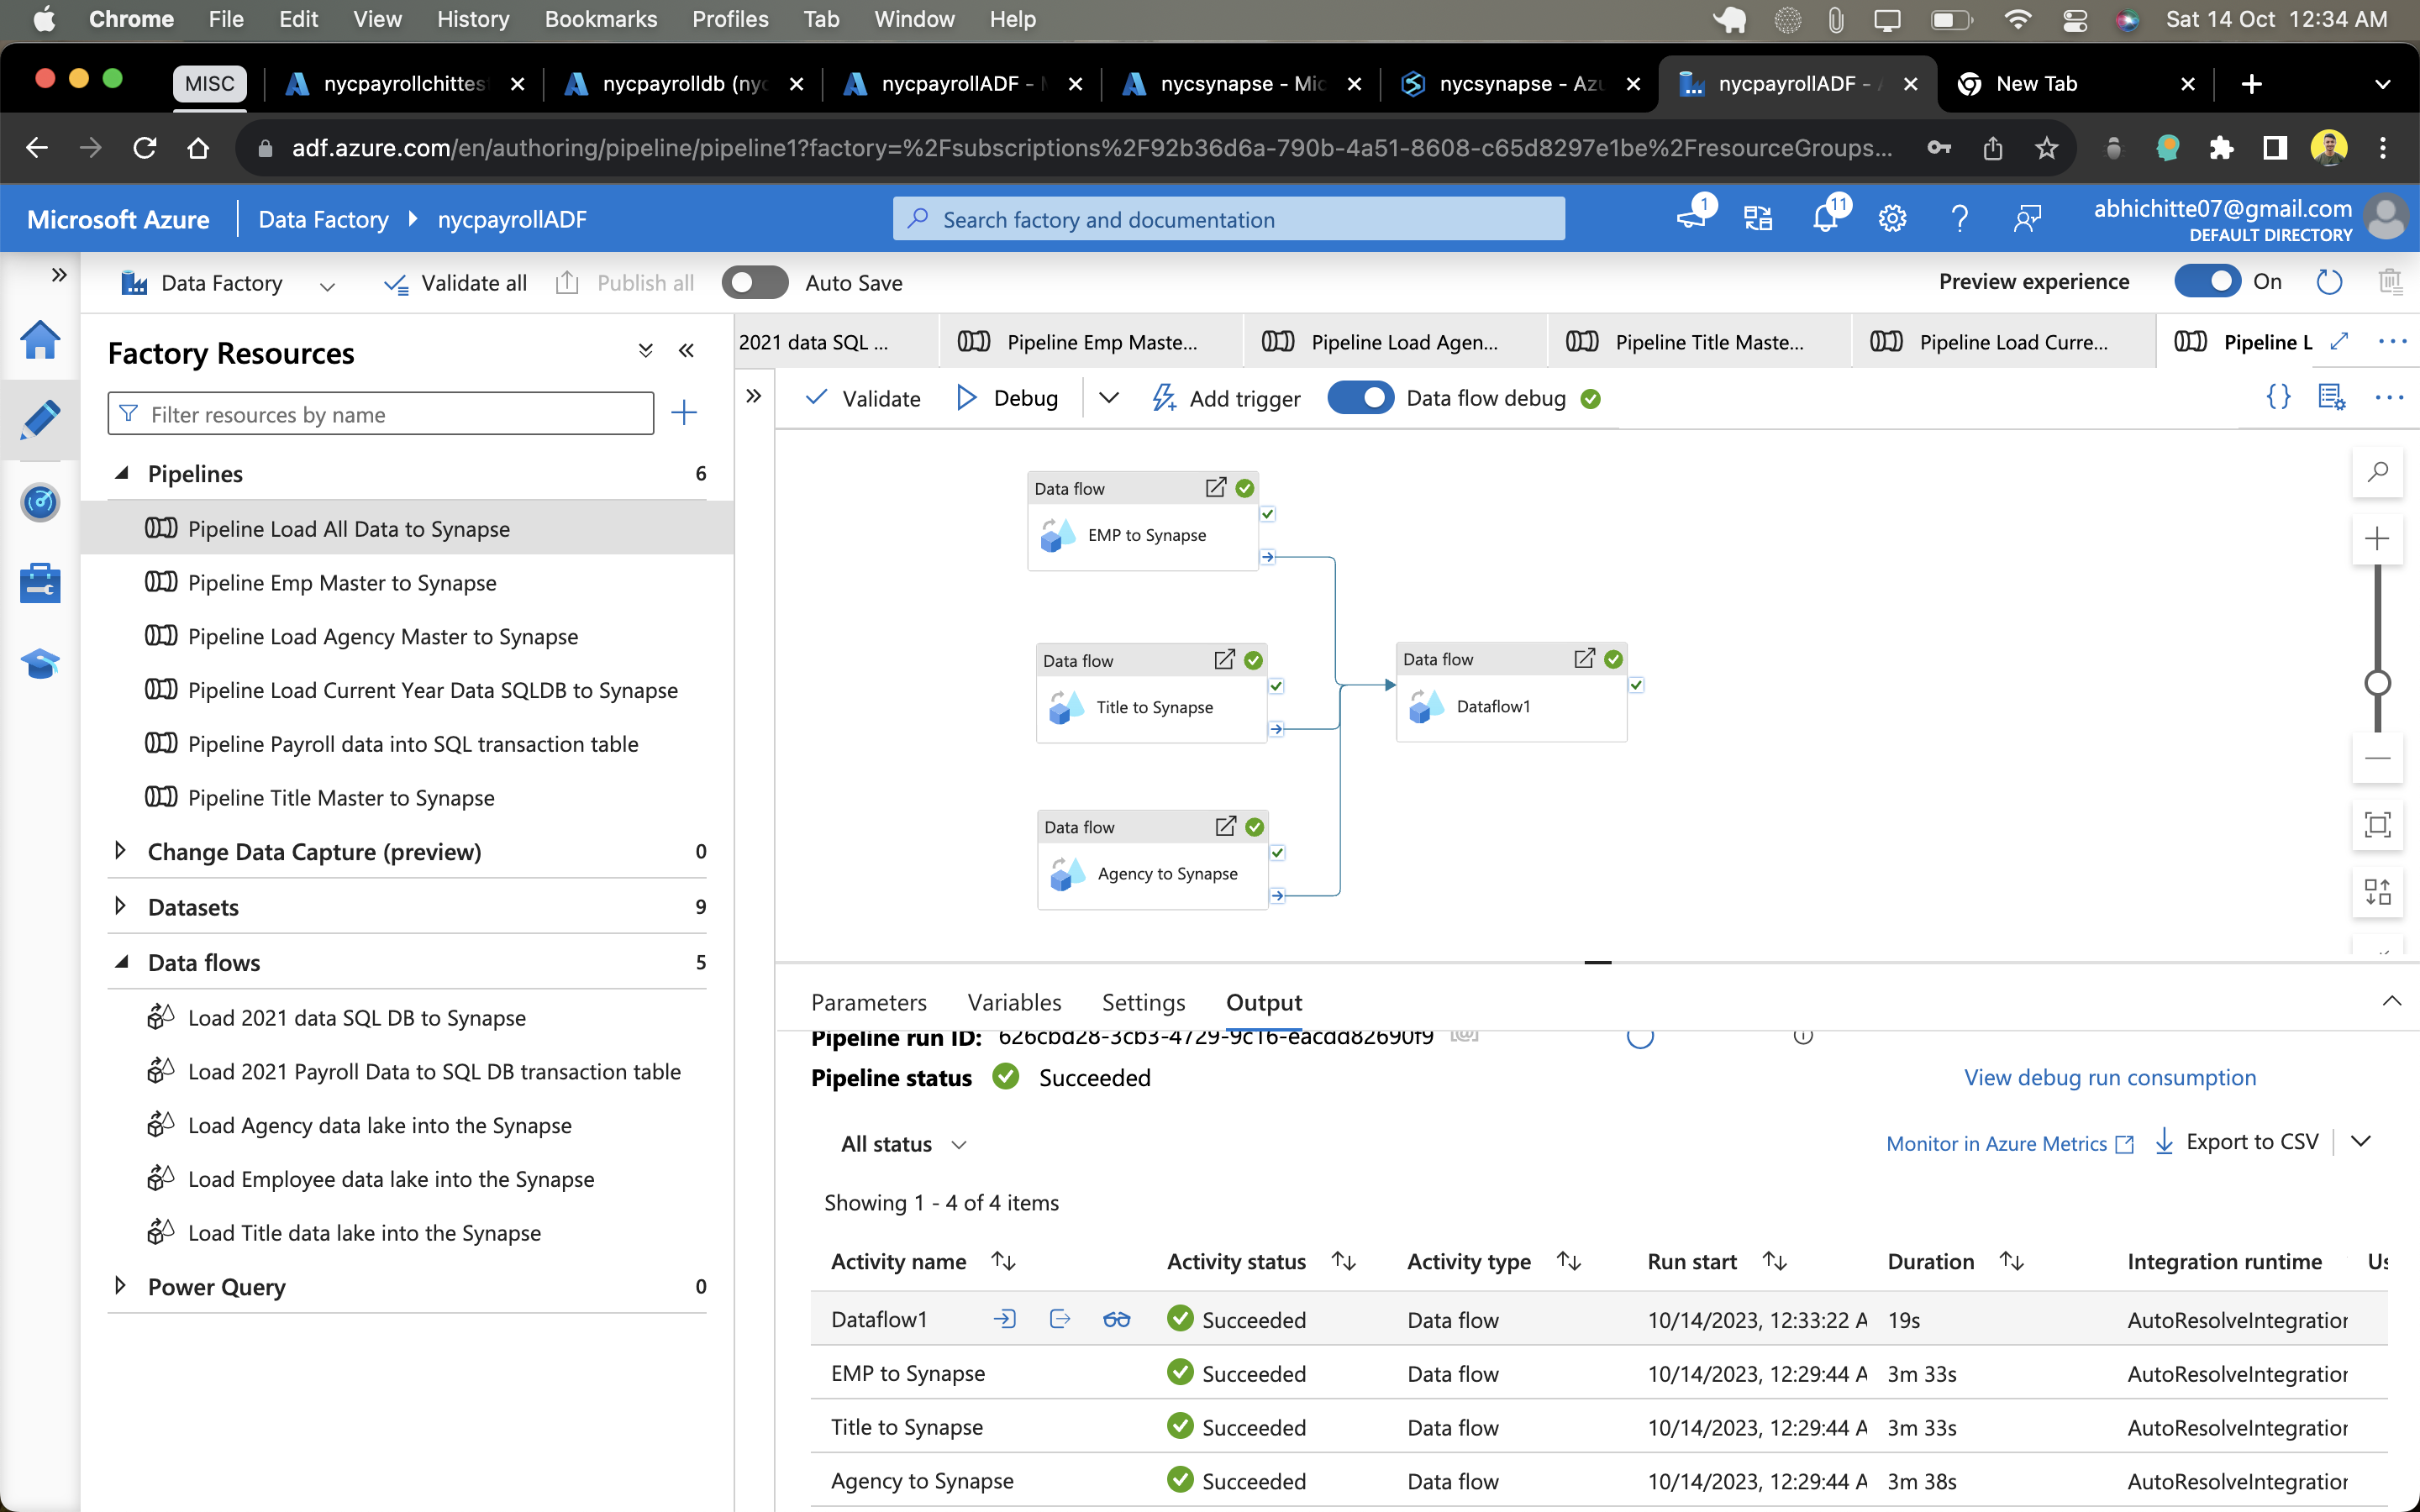 Chrome File Edit View History Bookmarks Profiles Tab Window Help Sat 14 Oct 12:34 AM
MISC nycpayrollchittes nycpayrolldb (nyc nycpayrollADF - nycsynapse - Mic nycsynapse - Azu nycpayrollADF - New Tab
adf.azure.com/en/authoring/pipeline/pipeline1?factory=%2Fsubscriptions%2F92b36d6a-790b-4a51-8608-c65d8297e1be%2FresourceGroups...
Microsoft Azure Data Factory nycpayrollADF Search factory and documentation 1 11 abhichitte07@gmail.com
DEFAULT DIRECTORY
Data Factory Validate all Publish all Auto Save Preview experience On
Factory Resources
2021 data SQL ... Pipeline Emp Maste... Pipeline Load Agen... Pipeline Title Maste... Pipeline Load Curre... Pipeline L
Validate Debug Add trigger Data flow debug
Filter resources by name
Pipelines 6
Pipeline Load All Data to Synapse
Pipeline Emp Master to Synapse
Pipeline Load Agency Master to Synapse
Pipeline Load Current Year Data SQLDB to Synapse
Pipeline Payroll data into SQL transaction table
Pipeline Title Master to Synapse
Change Data Capture (preview) 0
Datasets 9
Data flows 5
Load 2021 data SQL DB to Synapse
Load 2021 Payroll Data to SQL DB transaction table
Load Agency data lake into the Synapse
Load Employee data lake into the Synapse
Load Title data lake into the Synapse
Power Query 0
Data flow
EMP to Synapse
Data flow
Title to Synapse
Data flow
Dataflow1
Data flow
Agency to Synapse
Parameters Variables Settings Output
Pipeline run ID: 626cbd28-3cb3-4729-9c16-eacdd82690f9
Pipeline status Succeeded
View debug run consumption
All status
Monitor in Azure Metrics Export to CSV
Showing 1 - 4 of 4 items
Activity name Activity status Activity type Run start Duration Integration runtime Us
Dataflow1 Succeeded Data flow 10/14/2023, 12:33:22 A 19s AutoResolveIntegration
EMP to Synapse Succeeded Data flow 10/14/2023, 12:29:44 A 3m 33s AutoResolveIntegration
Title to Synapse Succeeded Data flow 10/14/2023, 12:29:44 A 3m 33s AutoResolveIntegration
Agency to Synapse Succeeded Data flow 10/14/2023, 12:29:44 A 3m 38s AutoResolveIntegration